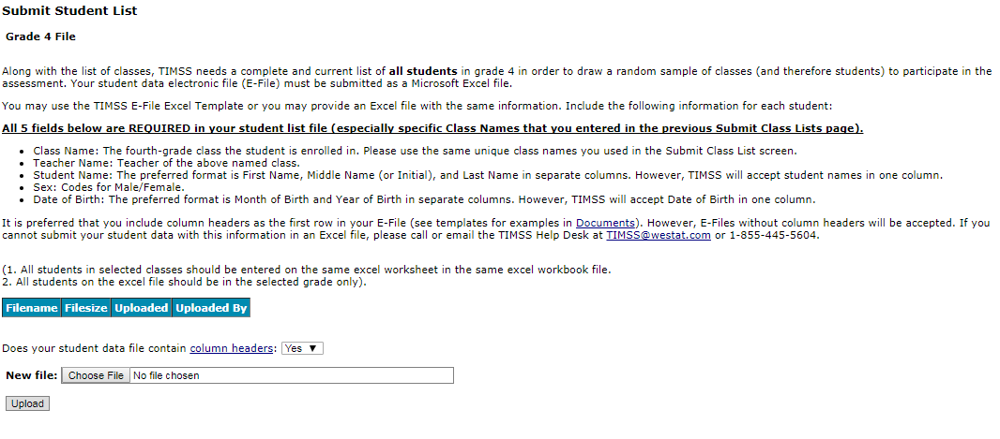 Submit Student List
Grade 4 File
Along with the list of classes, TIMSS needs a complete and current list of all students in grade 4 in order to draw a random sample of classes (and therefore students) to participate in the
assessment. Your student data electronic file (E-File) must be submitted as a Microsoft Excel file.
You may use the TIMSS E-File Excel Template or you may provide an Excel file with the same information. Include the following information for each student:
All 5 fields below are REQUIRED in your student list file (especially specific Class Names that you entered in the previous Submit Class Lists page).
• Class Name: The fourth-grade class the student is enrolled in. Please use the same unique class names you used in the Submit Class List screen.
• Teacher Name: Teacher of the above named class.
• Student Name: The preferred format is First Name, Middle Name (or Initial), and Last Name in separate columns. However, TIMSS will accept student names in one column.
• Sex: Codes for Male/Female.
• Date of Birth: The preferred format is Month of Birth and Year of Birth in separate columns. However, TIMSS will accept Date of Birth in one column.
It is preferred that you include column headers as the first row in your E-File (see templates for examples in Documents). However, E-Files without column headers will be accepted. If you
cannot submit your student data with this information in an Excel file, please call or email the TIMSS Help Desk at TIMSS@westat.com or 1-855-445-5604.
(1. All students in selected classes should be entered on the same excel worksheet in the same excel workbook file.
2. All students on the excel file should be in the selected grade only).
Filename Filesize Uploaded Uploaded By
Does your student data file contain column headers: Yes ▼
New file: Choose File No file chosen
Upload